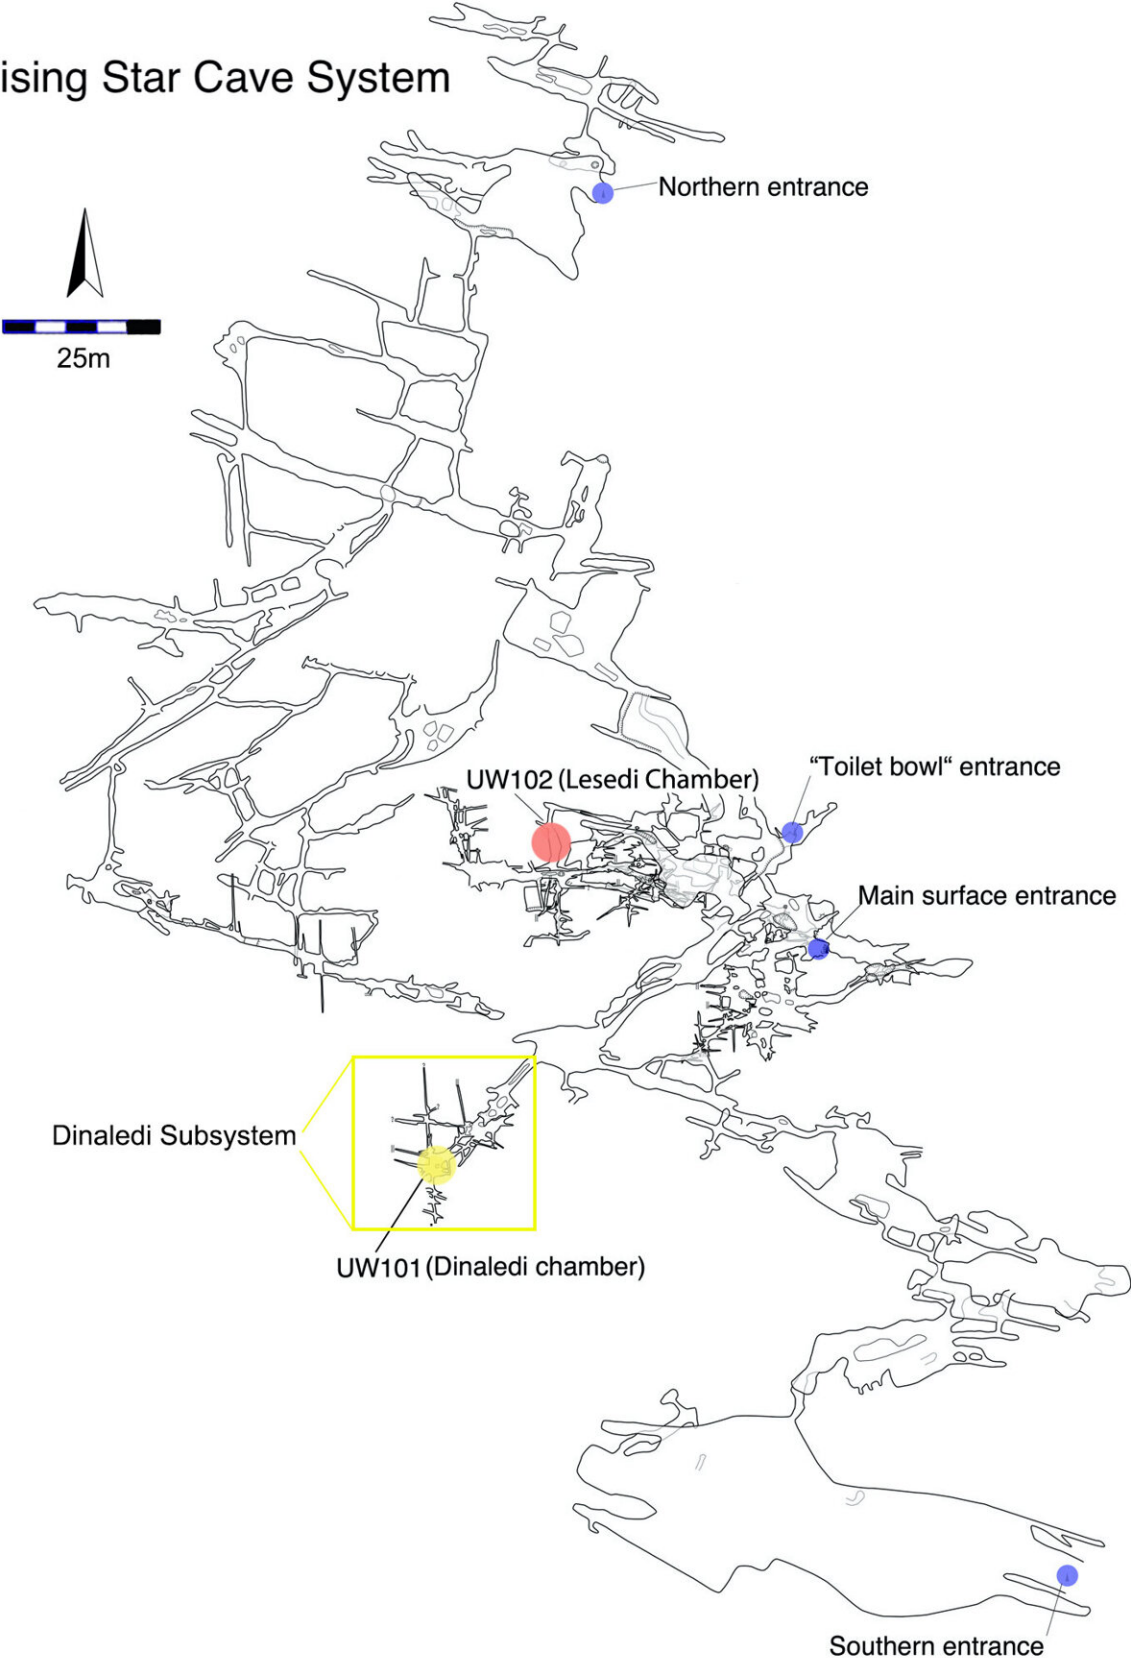 ising Star Cave System
Northern entrance
25m
UW102 (Lesedi Chamber)
“Toilet bowl“ entrance
Main surface entrance
Dinaledi Subsystem
UW101 (Dinaledi chamber)
Southern entrance